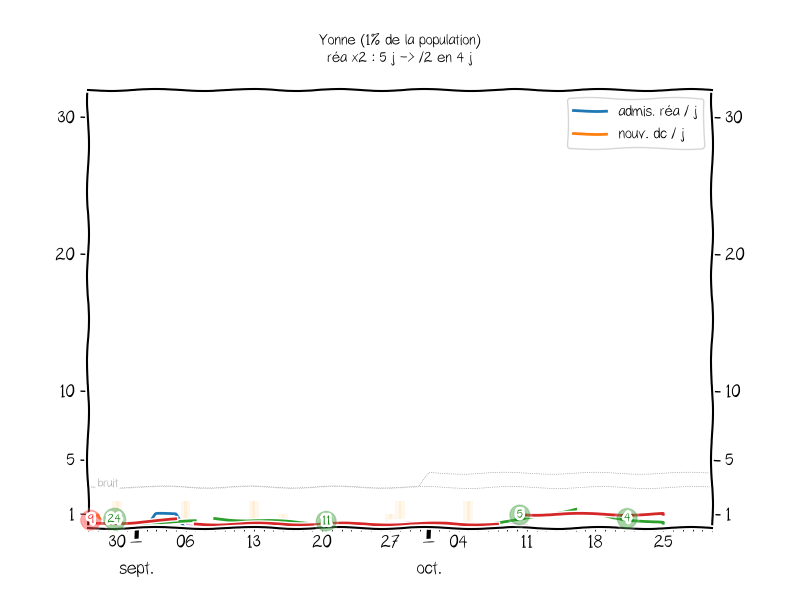 Yonne (1% de la population)
réa x2 : 5 j -> /2 en 4 j
admis. réa / j
nouv. dc / j
30 30
20 20
10 10
5 5
bruit
1 1
9 24 11 5 4
30 06 13 20 27 04 11 18 25
sept. oct.